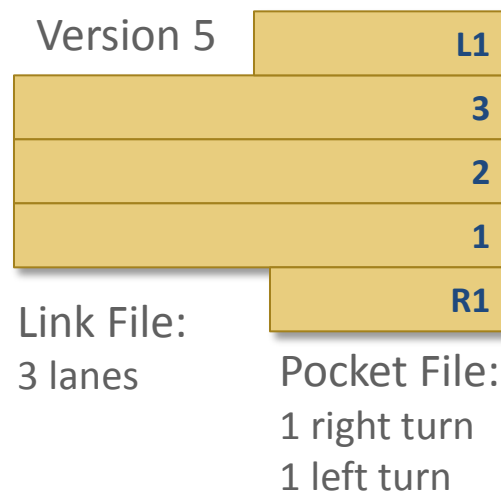 Version 5
L1
3
2
1
R1
Link File:
3 lanes
Pocket File:
1 right turn
1 left turn